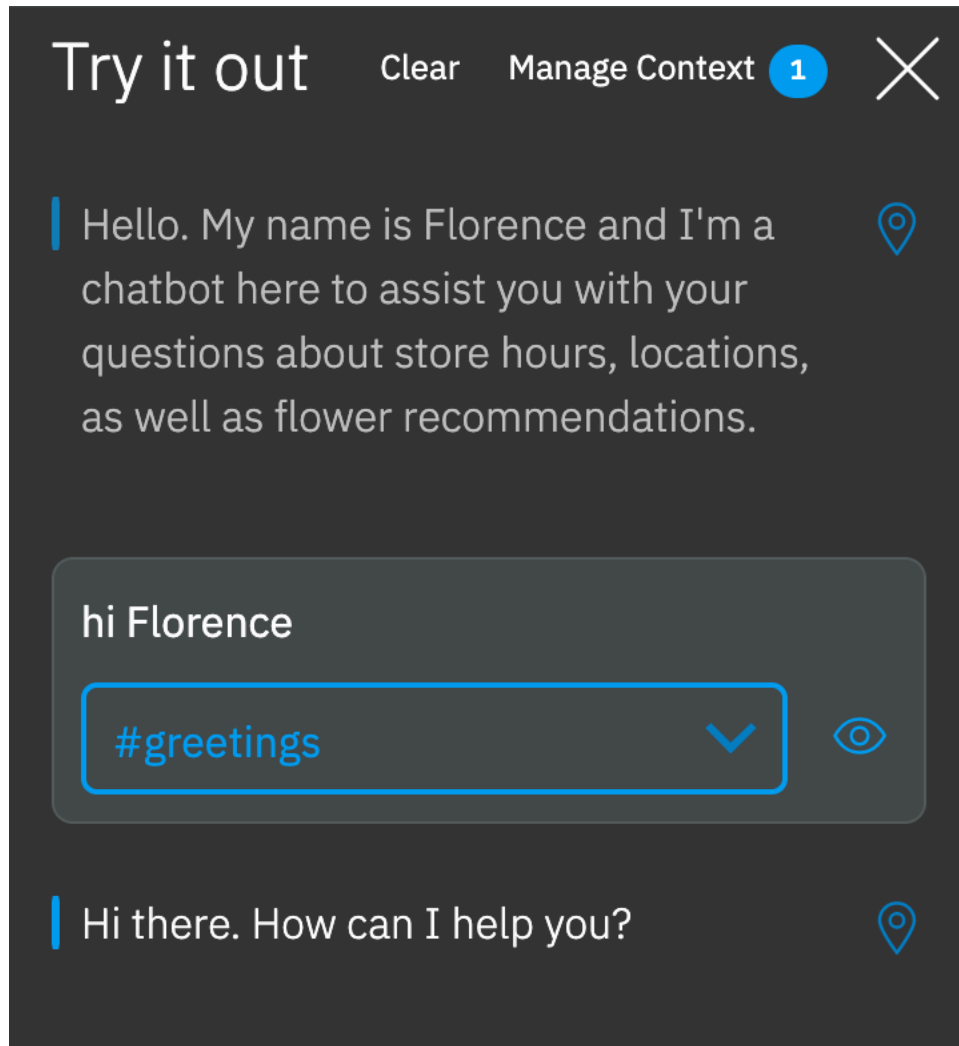 Try it out Clear Manage Context 1
Hello. My name is Florence and I'm a
chatbot here to assist you with your
questions about store hours, locations,
as well as flower recommendations.
hi Florence
#greetings
Hi there. How can I help you?